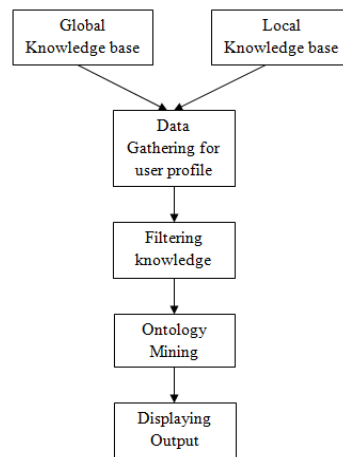 Global
Knowledge base
Local
Knowledge base
Data
Gathering for
user profile
Filtering
knowledge
Ontology
Mining
Displaying
Output